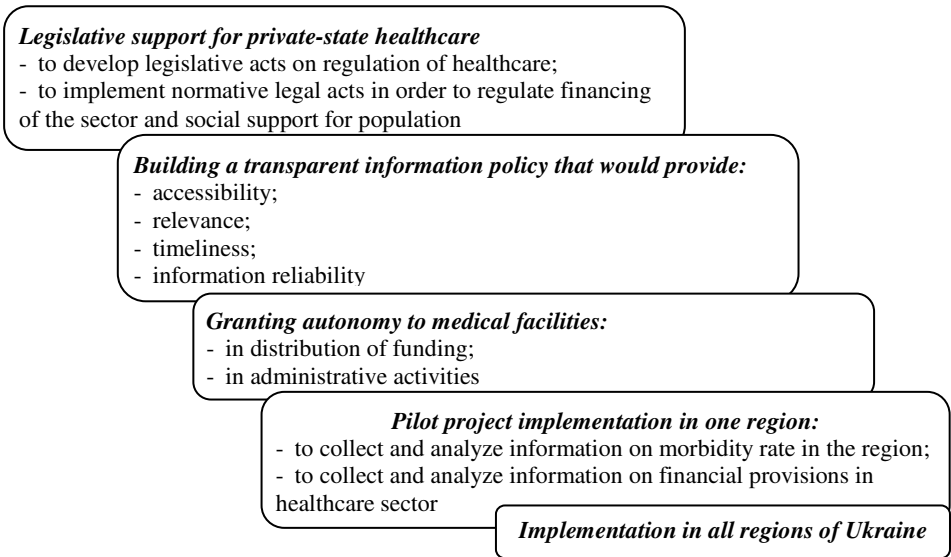 Legislative support for private-state healthcare
- to develop legislative acts on regulation of healthcare;
- to implement normative legal acts in order to regulate financing
of the sector and social support for population
Building a transparent information policy that would provide:
- accessibility;
- relevance;
- timeliness;
- information reliability
Granting autonomy to medical facilities:
- in distribution of funding;
- in administrative activities
Pilot project implementation in one region:
- to collect and analyze information on morbidity rate in the region;
- to collect and analyze information on financial provisions in
healthcare sector
Implementation in all regions of Ukraine